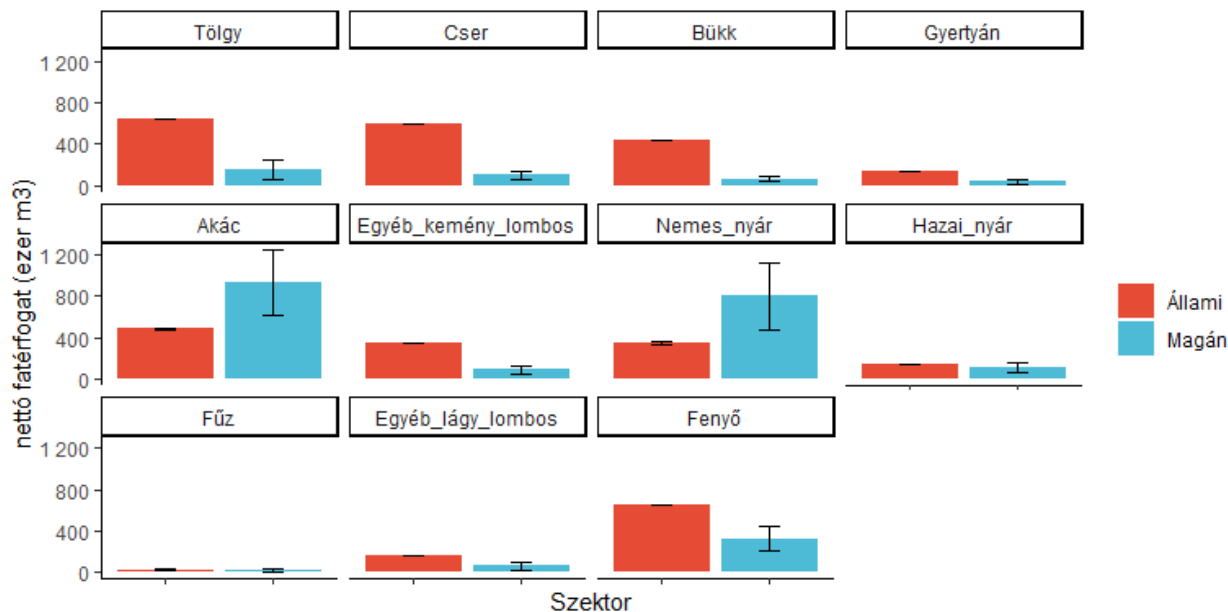 Tölgy Cser Bükk Gyertyán
1 200
800
400
0
Akác Egyéb_kemény_lombos Nemes_nyár Hazai_nyár
1 200
800
400
0
Fűz Egyéb_lágy_lombos Fenyő
1 200
800
400
0
nettó fatérfogat (ezer m3)
Szektor
Állami
Magán